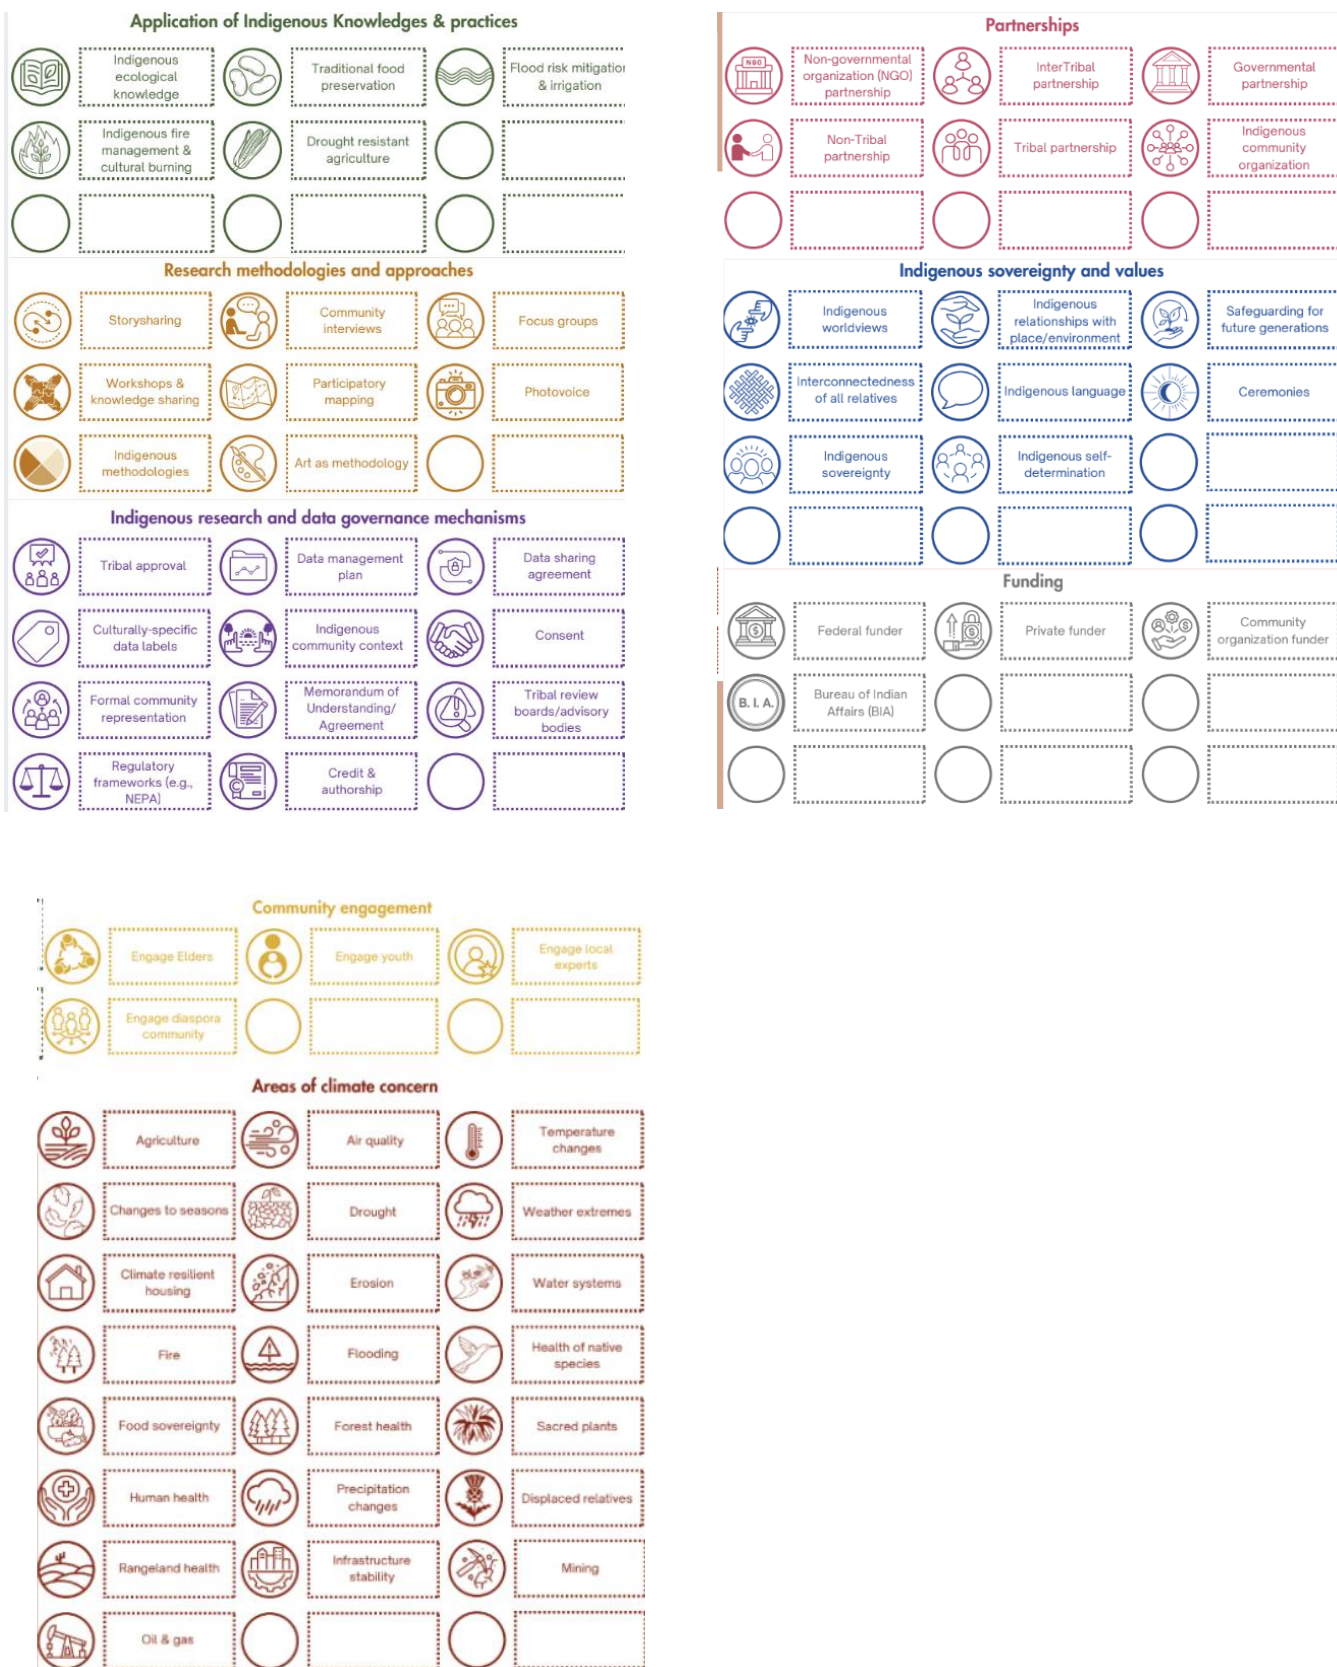 Application of Indigenous Knowledges & practices
Indigenous
ecological
knowledge
Traditional food
preservation
Flood risk mitigation
& irrigation
Indigenous fire
management &
cultural burning
Drought resistant
agriculture
Research methodologies and approaches
Storysharing
Community
interviews
Focus groups
Workshops &
knowledge sharing
Participatory
mapping
Photovoice
Indigenous
methodologies
Art as methodology
Indigenous research and data governance mechanisms
Tribal approval
Data management
plan
Data sharing
agreement
Culturally-specific
data labels
Indigenous
community context
Consent
Formal community
representation
Memorandum of
Understanding/
Agreement
Tribal review
boards/advisory
bodies
Regulatory
frameworks (e.g.,
NEPA)
Credit &
authorship
Partnerships
NGO
Non-governmental
organization (NGO)
partnership
InterTribal
partnership
Governmental
partnership
Non-Tribal
partnership
Tribal partnership
Indigenous
community
organization
Indigenous sovereignty and values
Indigenous
worldviews
Indigenous
relationships with
place/environment
Safeguarding for
future generations
Interconnectedness
of all relatives
Indigenous language
Ceremonies
Indigenous
sovereignty
Indigenous self-
determination
Funding
Federal funder
Private funder
Community
organization funder
B. I. A.
Bureau of Indian
Affairs (BIA)
Community engagement
Engage Elders
Engage youth
Engage local
experts
Engage diaspora
community
Areas of climate concern
Agriculture
Air quality
Temperature
changes
Changes to seasons
Drought
Weather extremes
Climate resilient
housing
Erosion
Water systems
Fire
Flooding
Health of native
species
Food sovereignty
Forest health
Sacred plants
Human health
Precipitation
changes
Displaced relatives
Rangeland health
Infrastructure
stability
Mining
Oil & gas